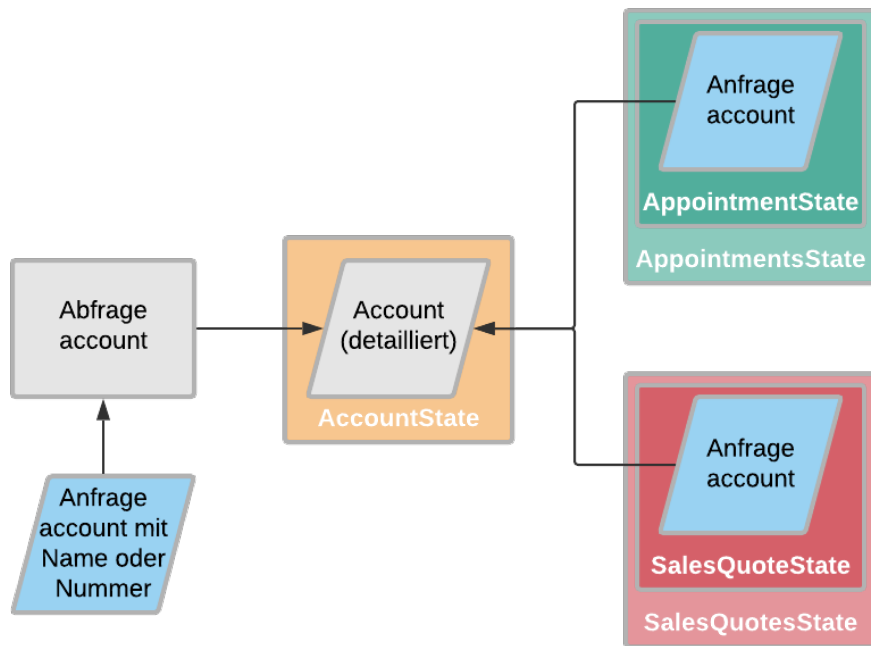 Anfrage
account
AppointmentState
AppointmentsState
Abfrage
account
Account
(detailliert)
AccountState
Anfrage
account mit
Name oder
Nummer
Anfrage
account
SalesQuoteState
SalesQuotesState